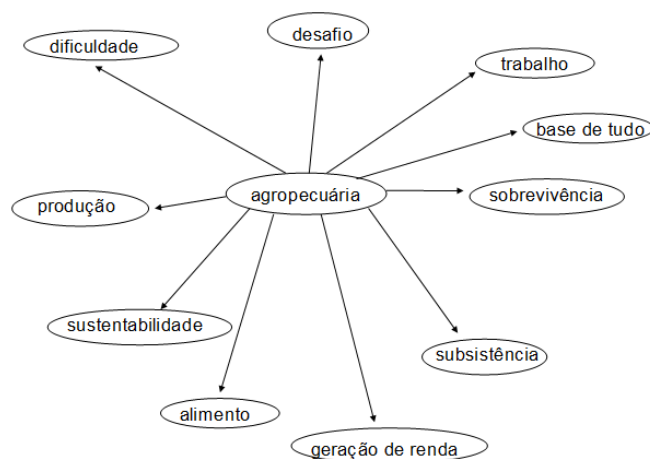 desafio
dificuldade
trabalho
base de tudo
agropecuária
sobrevivência
produção
sustentabilidade
subsistência
alimento
geração de renda